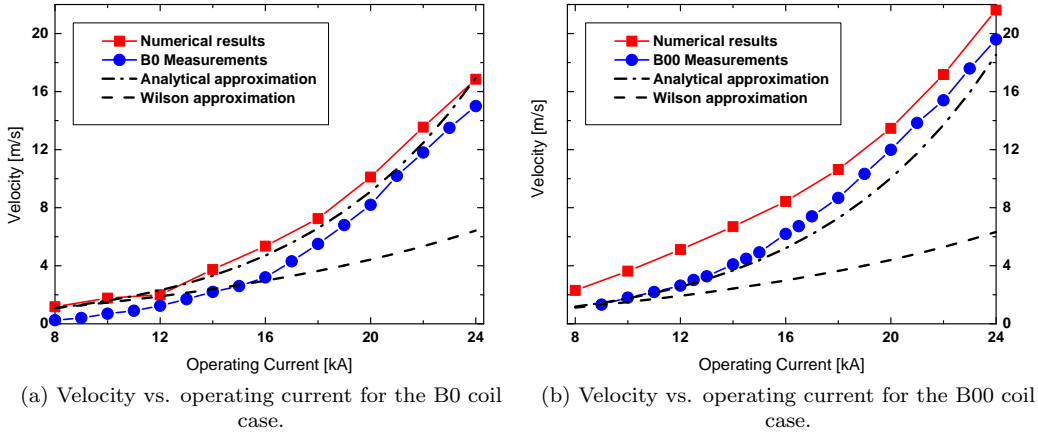 Numerical results
B0 Measurements
Analytical approximation
Wilson approximation
Velocity [m/s]
20
16
12
8
4
0
8 12 16 20 24
Operating Current [kA]
(a) Velocity vs. operating current for the B0 coil
case.
Numerical results
B00 Measurements
Analytical approximation
Wilson approximation
Velocity [m/s]
20
16
12
8
4
0
8 12 16 20 24
Operating Current [kA]
(b) Velocity vs. operating current for the B00 coil
case.